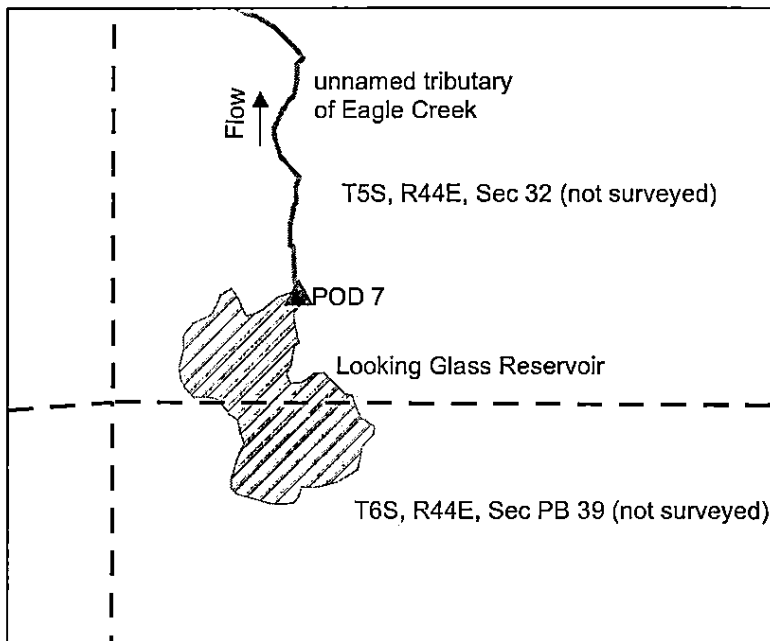 unnamed tributary
of Eagle Creek
Flow
T5S, R44E, Sec 32 (not surveyed)
POD 7
Looking Glass Reservoir
T6S, R44E, Sec PB 39 (not surveyed)